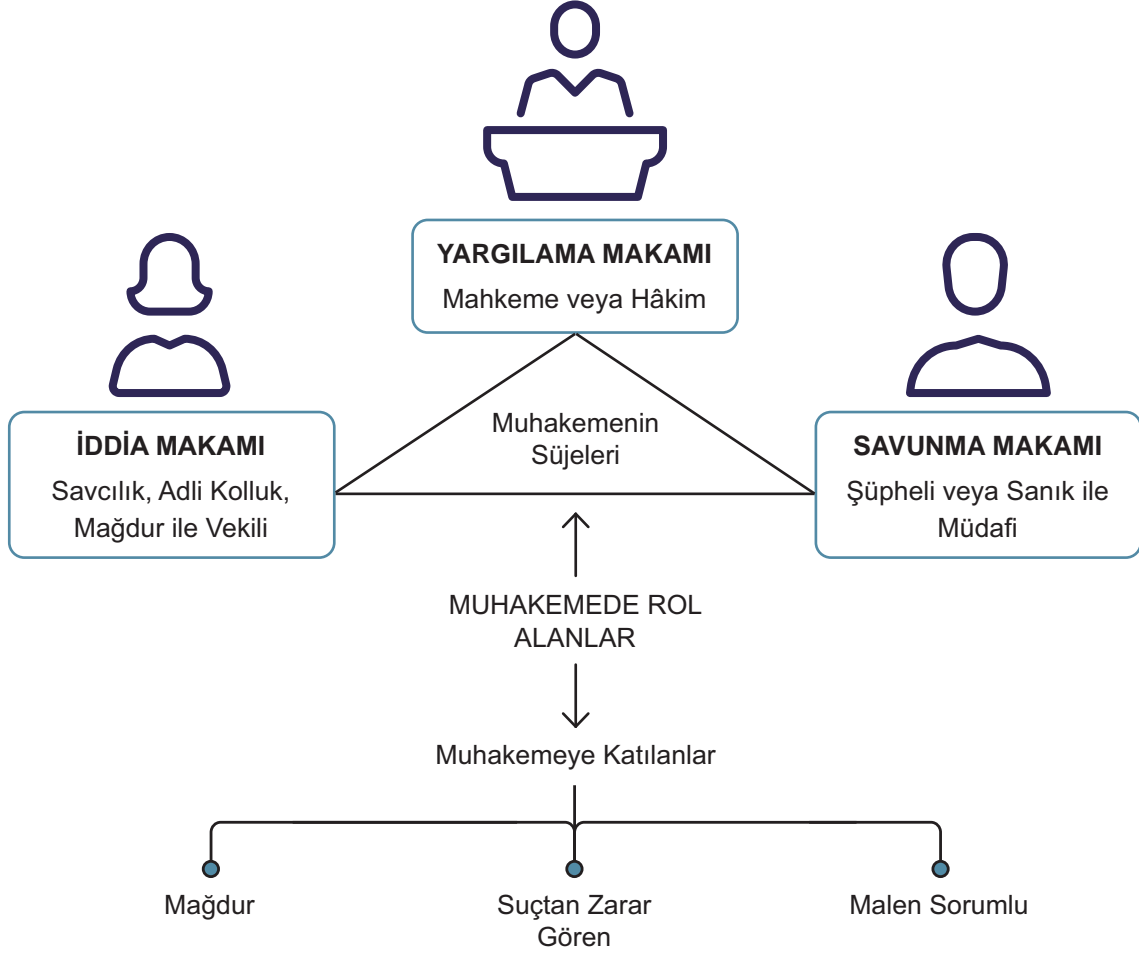 YARGILAMA MAKAMI
Mahkeme veya Hâkim
İDDİA MAKAMI
Savcılık, Adli Kolluk,
Mağdur ile Vekili
Muhakemenin
Süjeleri
SAVUNMA MAKAMI
Şüpheli veya Sanık ile
Müdafi
MUHAKEMEDE ROL
ALANLAR
Muhakemeye Katılanlar
Mağdur
Suçtan Zarar
Gören
Malen Sorumlu